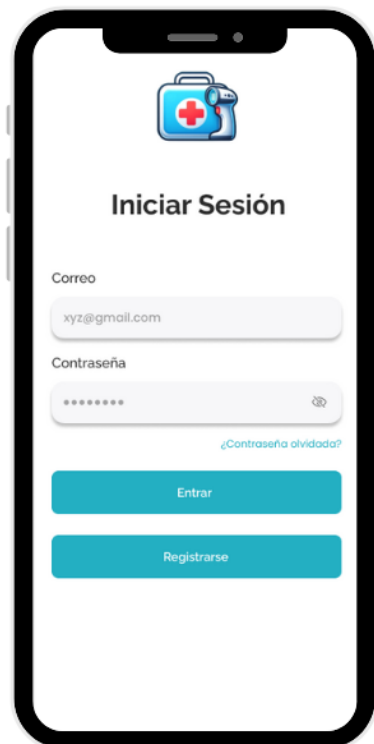 Iniciar Sesión
Correo
xyz@gmail.com
Contraseña
********
¿Contraseña olvidada?
Entrar
Registrarse